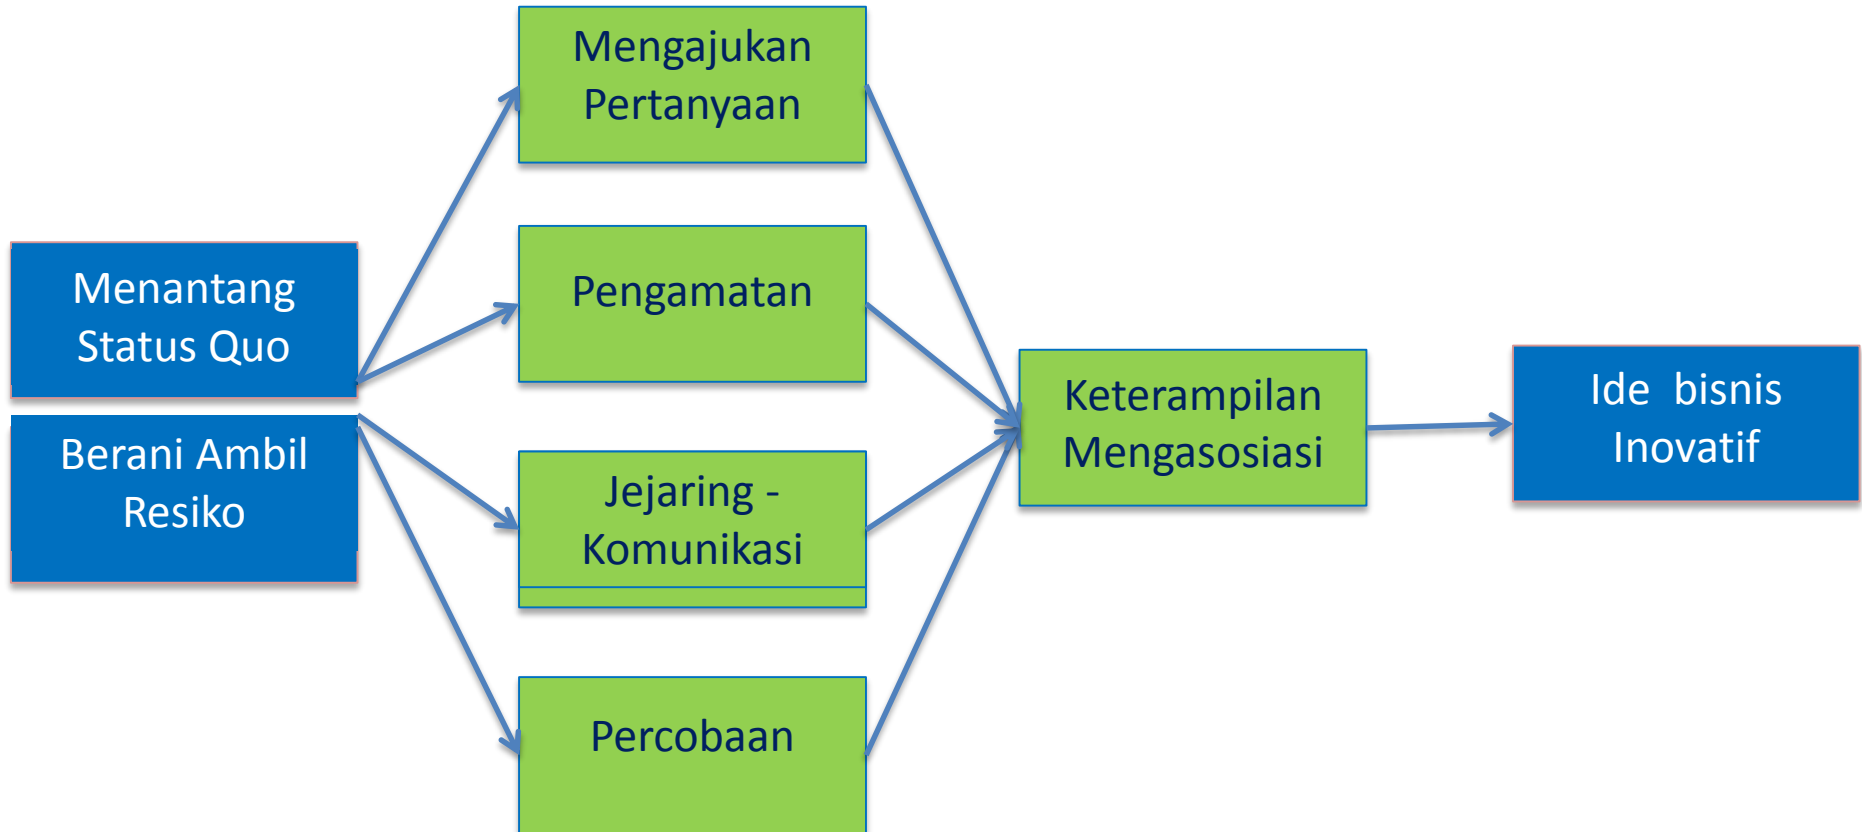 Mengajukan
Pertanyaan
Menantang
Status Quo
Pengamatan
Berani Ambil
Resiko
Jejaring -
Komunikasi
Percobaan
Keterampilan
Mengasosiasi
Ide bisnis
Inovatif